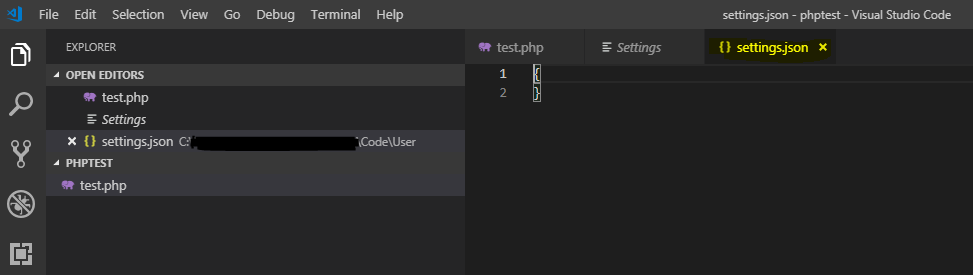 File Edit Selection View Go Debug Terminal Help settings.json - phptest - Visual Studio Code
EXPLORER
OPEN EDITORS
test.php
Settings
settings.json C:\ \Code\User
PHPTEST
test.php
test.php Settings {} settings.json ×
1 {
2 }